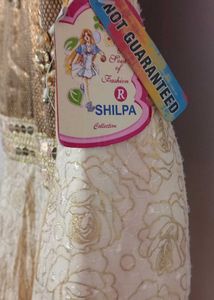 NOT GUARANTEED
of
Fashion
R
SHILPA
Collection